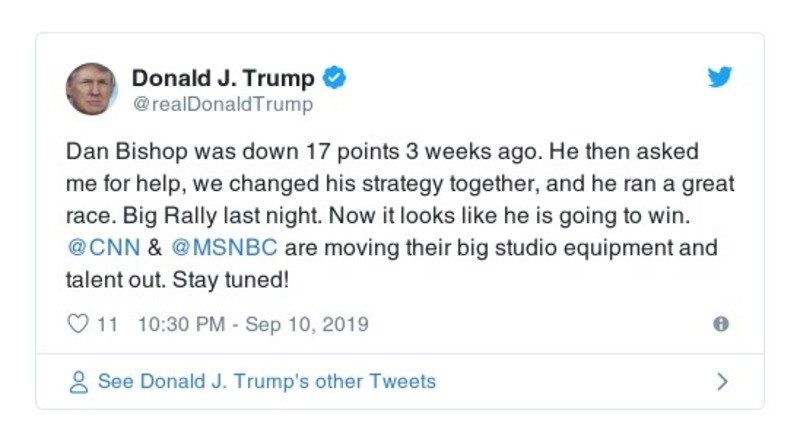 Donald J. Trump
@realDonaldTrump
Dan Bishop was down 17 points 3 weeks ago. He then asked
me for help, we changed his strategy together, and he ran a great
race. Big Rally last night. Now it looks like he is going to win.
@CNN & @MSNBC are moving their big studio equipment and
talent out. Stay tuned!
11 10:30 PM - Sep 10, 2019
See Donald J. Trump's other Tweets